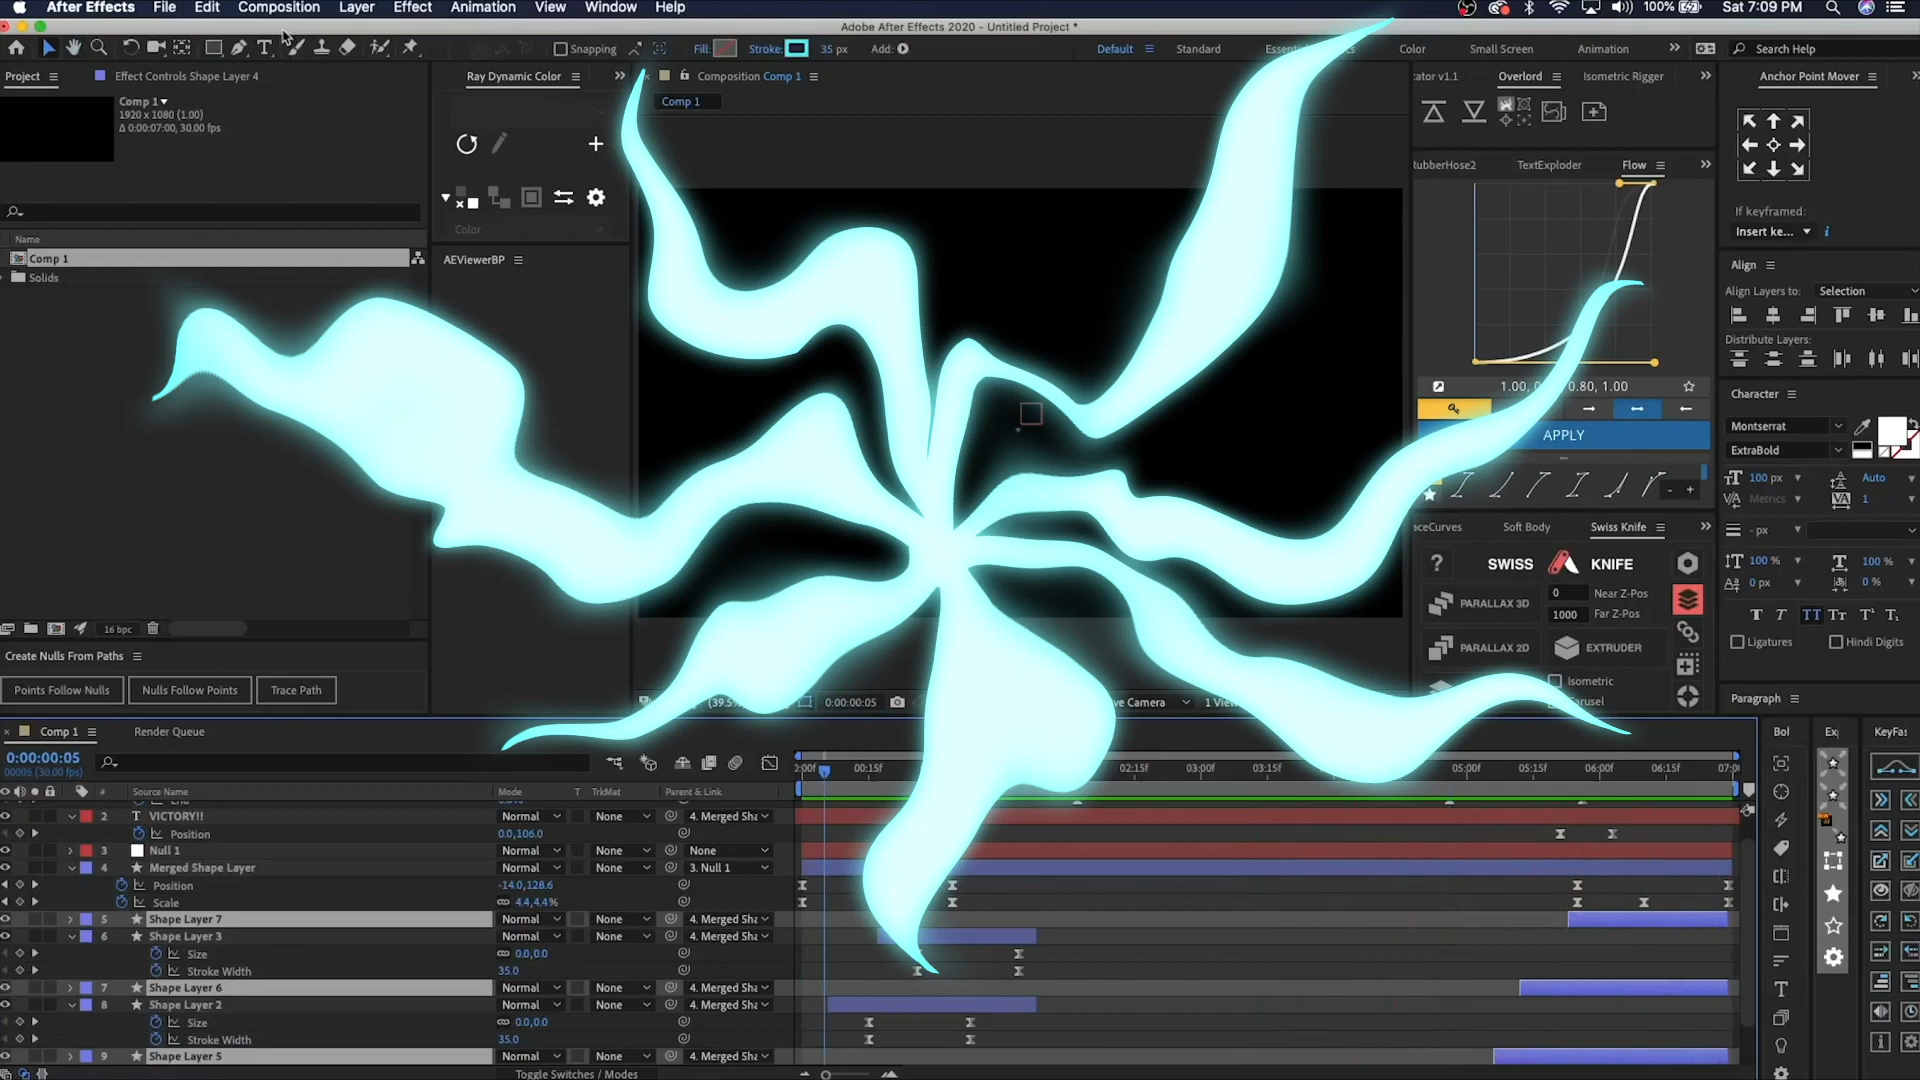 After Effects File Edit Composition Layer Effect Animation View Window Help 100% Sat 7:09 PM
Adobe After Effects 2020 - Untitled Project *
Snapping Fill: Stroke: 35 px Add: Default Standard Color Small Screen Animation Search Help
Project Effect Controls Shape Layer 4
Comp 1
1920 x 1080 (1.00)
Δ 0:00:07:00, 30.00 fps
Name
Comp 1
Solids
16 bpc
Create Nulls From Paths
Points Follow Nulls Nulls Follow Points Trace Path
Ray Dynamic Color
Color
AEViewerBP
Composition Comp 1
Comp 1
(39.5% 0:00:00:05 ve Camera 1 View
ator v1.1 Overlord Isometric Rigger
RubberHose2 TextExploder Flow
1.00, 0 .80, 1.00
APPLY
aceCurves Soft Body Swiss Knife
? SWISS KNIFE
PARALLAX 3D 0 Near Z-Pos
1000 Far Z-Pos
PARALLAX 2D EXTRUDER
Isometric
arusel
Anchor Point Mover
If keyframed:
Insert ke...
Align
Align Layers to: Selection
Distribute Layers:
Character
Montserrat
ExtraBold
100 px Auto
Metrics 1
- px
100 % 100 %
0 px 0 %
Ligatures Hindi Digits
Paragraph
Comp 1 Render Queue
0:00:00:05
00005 (30.00 fps)
00f 00:15f 02:15f 03:00f 03:15f 05:00f 05:15f 06:00f 06:15f 07:0
# Source Name Mode T TrkMat Parent & Link
2 T VICTORY!! Normal None 4. Merged Sha
Position 0.0,106.0
3 Null 1 Normal None None
4 Merged Shape Layer Normal None 3. Null 1
Position -14.0,128.6
Scale 4.4,4.4%
5 Shape Layer 7 Normal None 4. Merged Sha
6 Shape Layer 3 Normal None 4. Merged Sha
Size 0.0,0.0
Stroke Width 35.0
7 Shape Layer 6 Normal None 4. Merged Sha
8 Shape Layer 2 Normal None 4. Merged Sha
Size 0.0,0.0
Stroke Width 35.0
9 Shape Layer 5 Normal None 4. Merged Sha
Toggle Switches / Modes
Bol Ex KeyFas